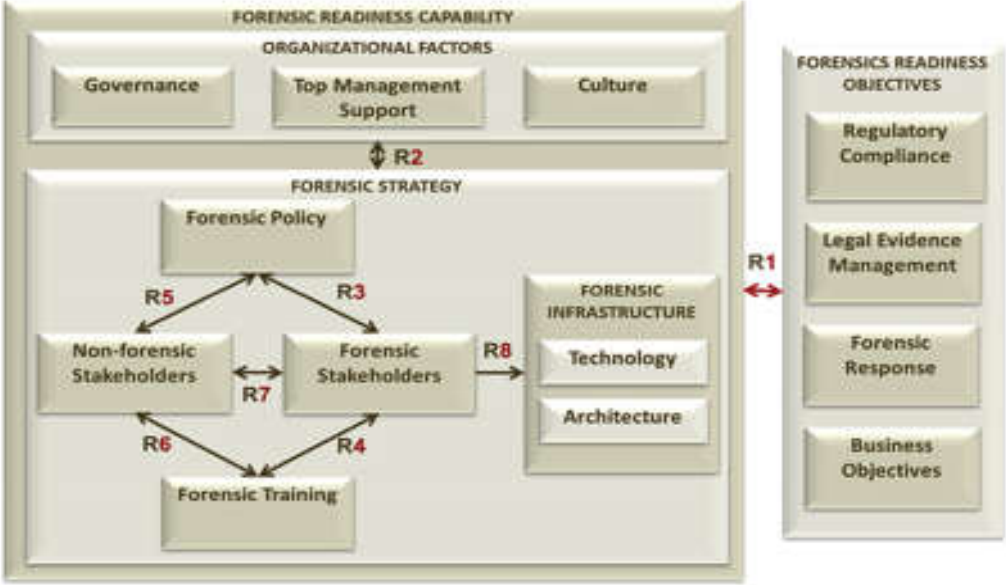 FORENSIC READINESS CAPABILITY
ORGANIZATIONAL FACTORS
Governance
Top Management
Support
Culture
R2
FORENSIC STRATEGY
Forensic Policy
R5
R3
Non-forensic
Stakeholders
R7
Forensic
Stakeholders
R8
R6
R4
Forensic Training
FORENSIC
INFRASTRUCTURE
Technology
Architecture
R1
FORENSICS READINESS
OBJECTIVES
Regulatory
Compliance
Legal Evidence
Management
Forensic
Response
Business
Objectives